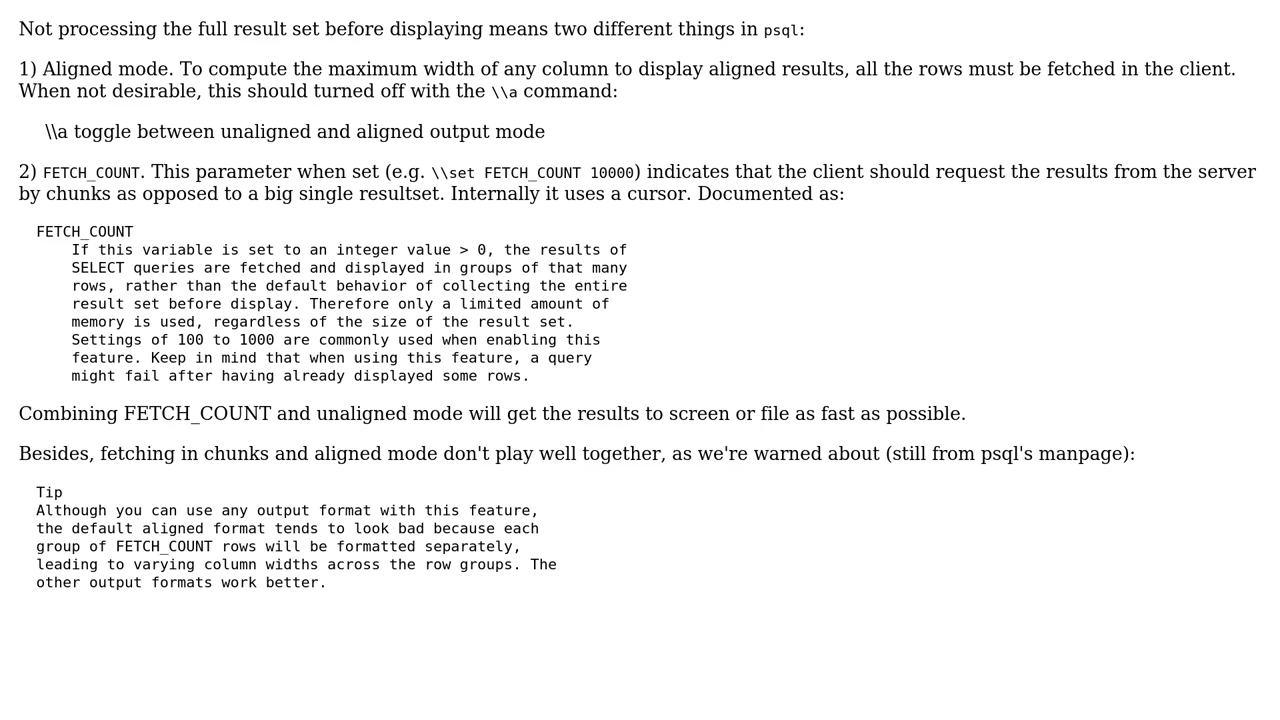 Not processing the full result set before displaying means two different things in psql:
1) Aligned mode. To compute the maximum width of any column to display aligned results, all the rows must be fetched in the client.
When not desirable, this should turned off with the \\a command:
\\a toggle between unaligned and aligned output mode
2) FETCH_COUNT. This parameter when set (e.g. \\set FETCH_COUNT 10000) indicates that the client should request the results from the server
by chunks as opposed to a big single resultset. Internally it uses a cursor. Documented as:
FETCH_COUNT
If this variable is set to an integer value > 0, the results of
SELECT queries are fetched and displayed in groups of that many
rows, rather than the default behavior of collecting the entire
result set before display. Therefore only a limited amount of
memory is used, regardless of the size of the result set.
Settings of 100 to 1000 are commonly used when enabling this
feature. Keep in mind that when using this feature, a query
might fail after having already displayed some rows.
Combining FETCH_COUNT and unaligned mode will get the results to screen or file as fast as possible.
Besides, fetching in chunks and aligned mode don't play well together, as we're warned about (still from psql's manpage):
Tip
Although you can use any output format with this feature,
the default aligned format tends to look bad because each
group of FETCH_COUNT rows will be formatted separately,
leading to varying column widths across the row groups. The
other output formats work better.